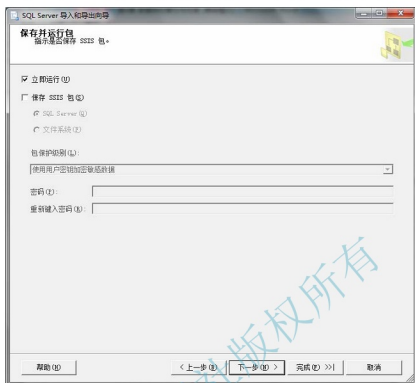 SQL Server 导入和导出向导
保存并运行包
指示是否保存 SSIS 包。
立即运行(U)
保存 SSIS 包(S)
SQL Server(Q)
文件系统(F)
包保护级别(L):
使用用户密钥加密敏感数据
密码(P):
重新键入密码(R):
版权所有
帮助(H)
< 上一步(B)
下一步(N) >
完成(F) >>|
取消